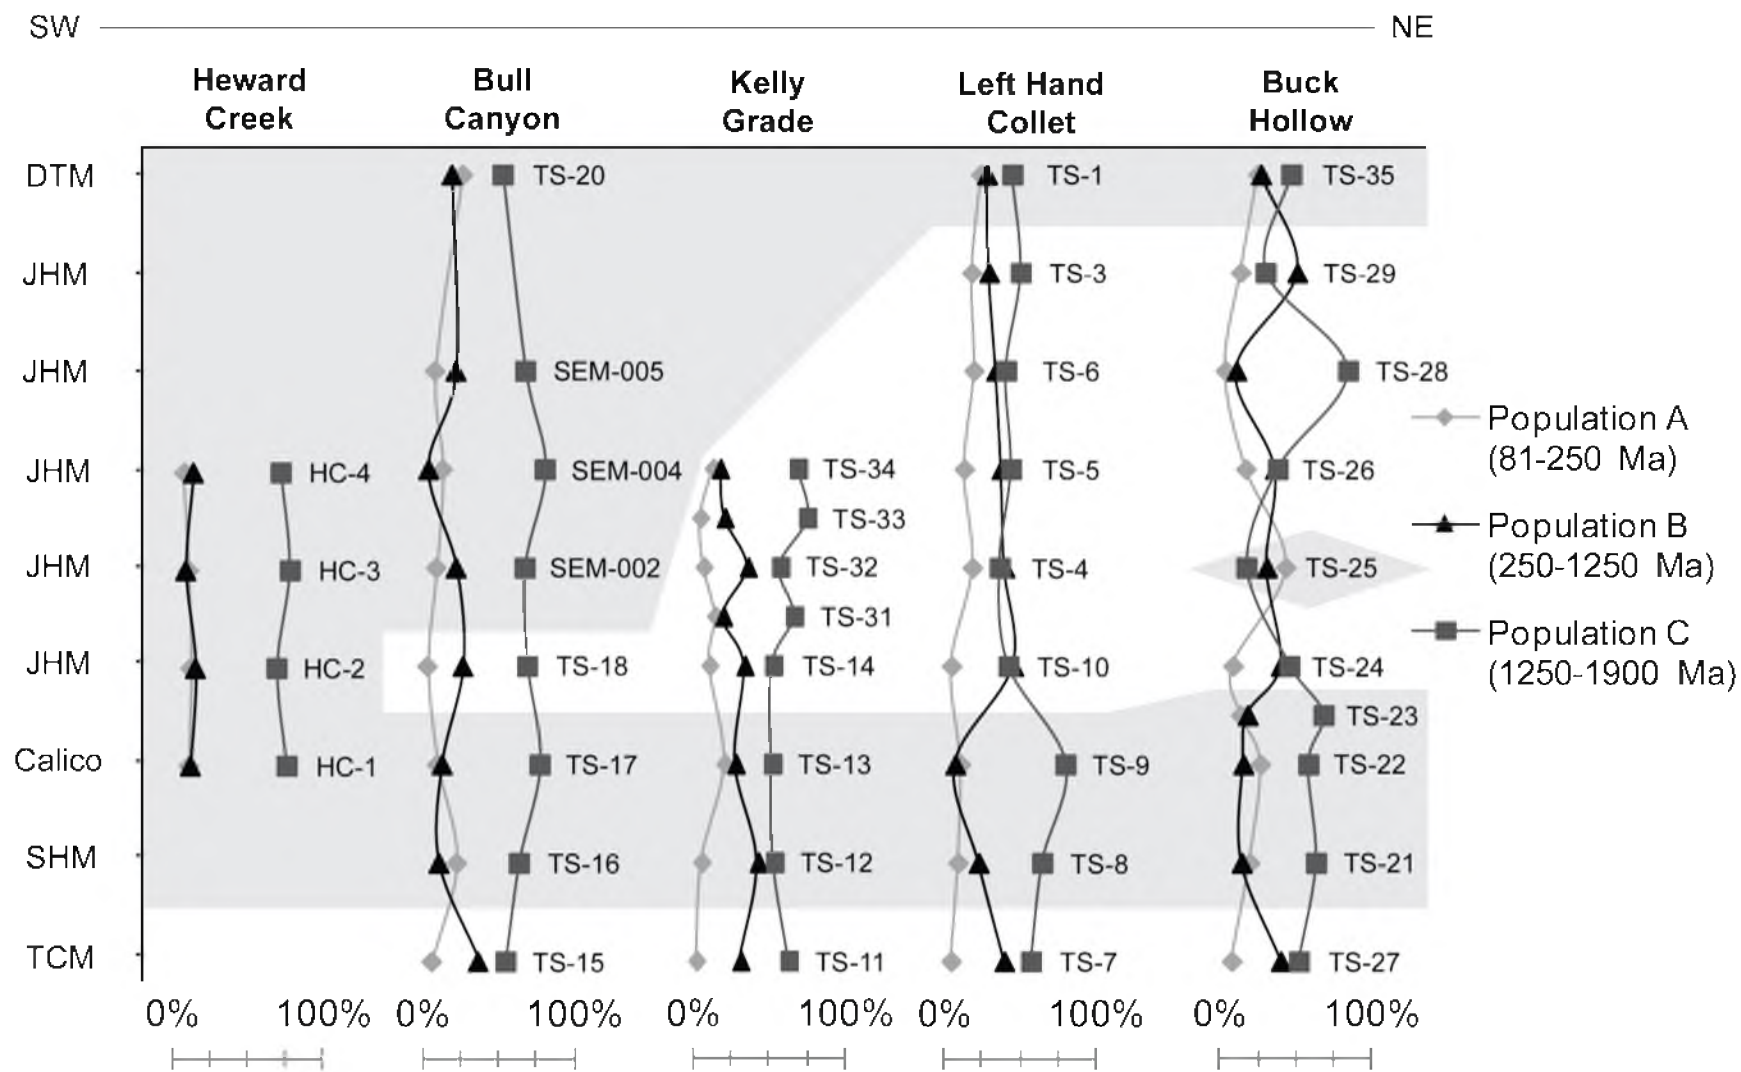 SW NE
Heward Creek
Bull Canyon
Kelly Grade
Left Hand Collet
Buck Hollow
DTM TS-20 TS-1 TS-35
JHM TS-3 TS-29
JHM SEM-005 TS-6 TS-28
JHM HC-4 SEM-004 TS-34 TS-5 TS-26
TS-33
JHM HC-3 SEM-002 TS-32 TS-4 TS-25
TS-31
JHM HC-2 TS-18 TS-14 TS-10 TS-24
TS-23
Calico HC-1 TS-17 TS-13 TS-9 TS-22
SHM TS-16 TS-12 TS-8 TS-21
TCM TS-15 TS-11 TS-7 TS-27
0% 100% 0% 100% 0% 100% 0% 100% 0% 100%
Population A
(81-250 Ma)
Population B
(250-1250 Ma)
Population C
(1250-1900 Ma)